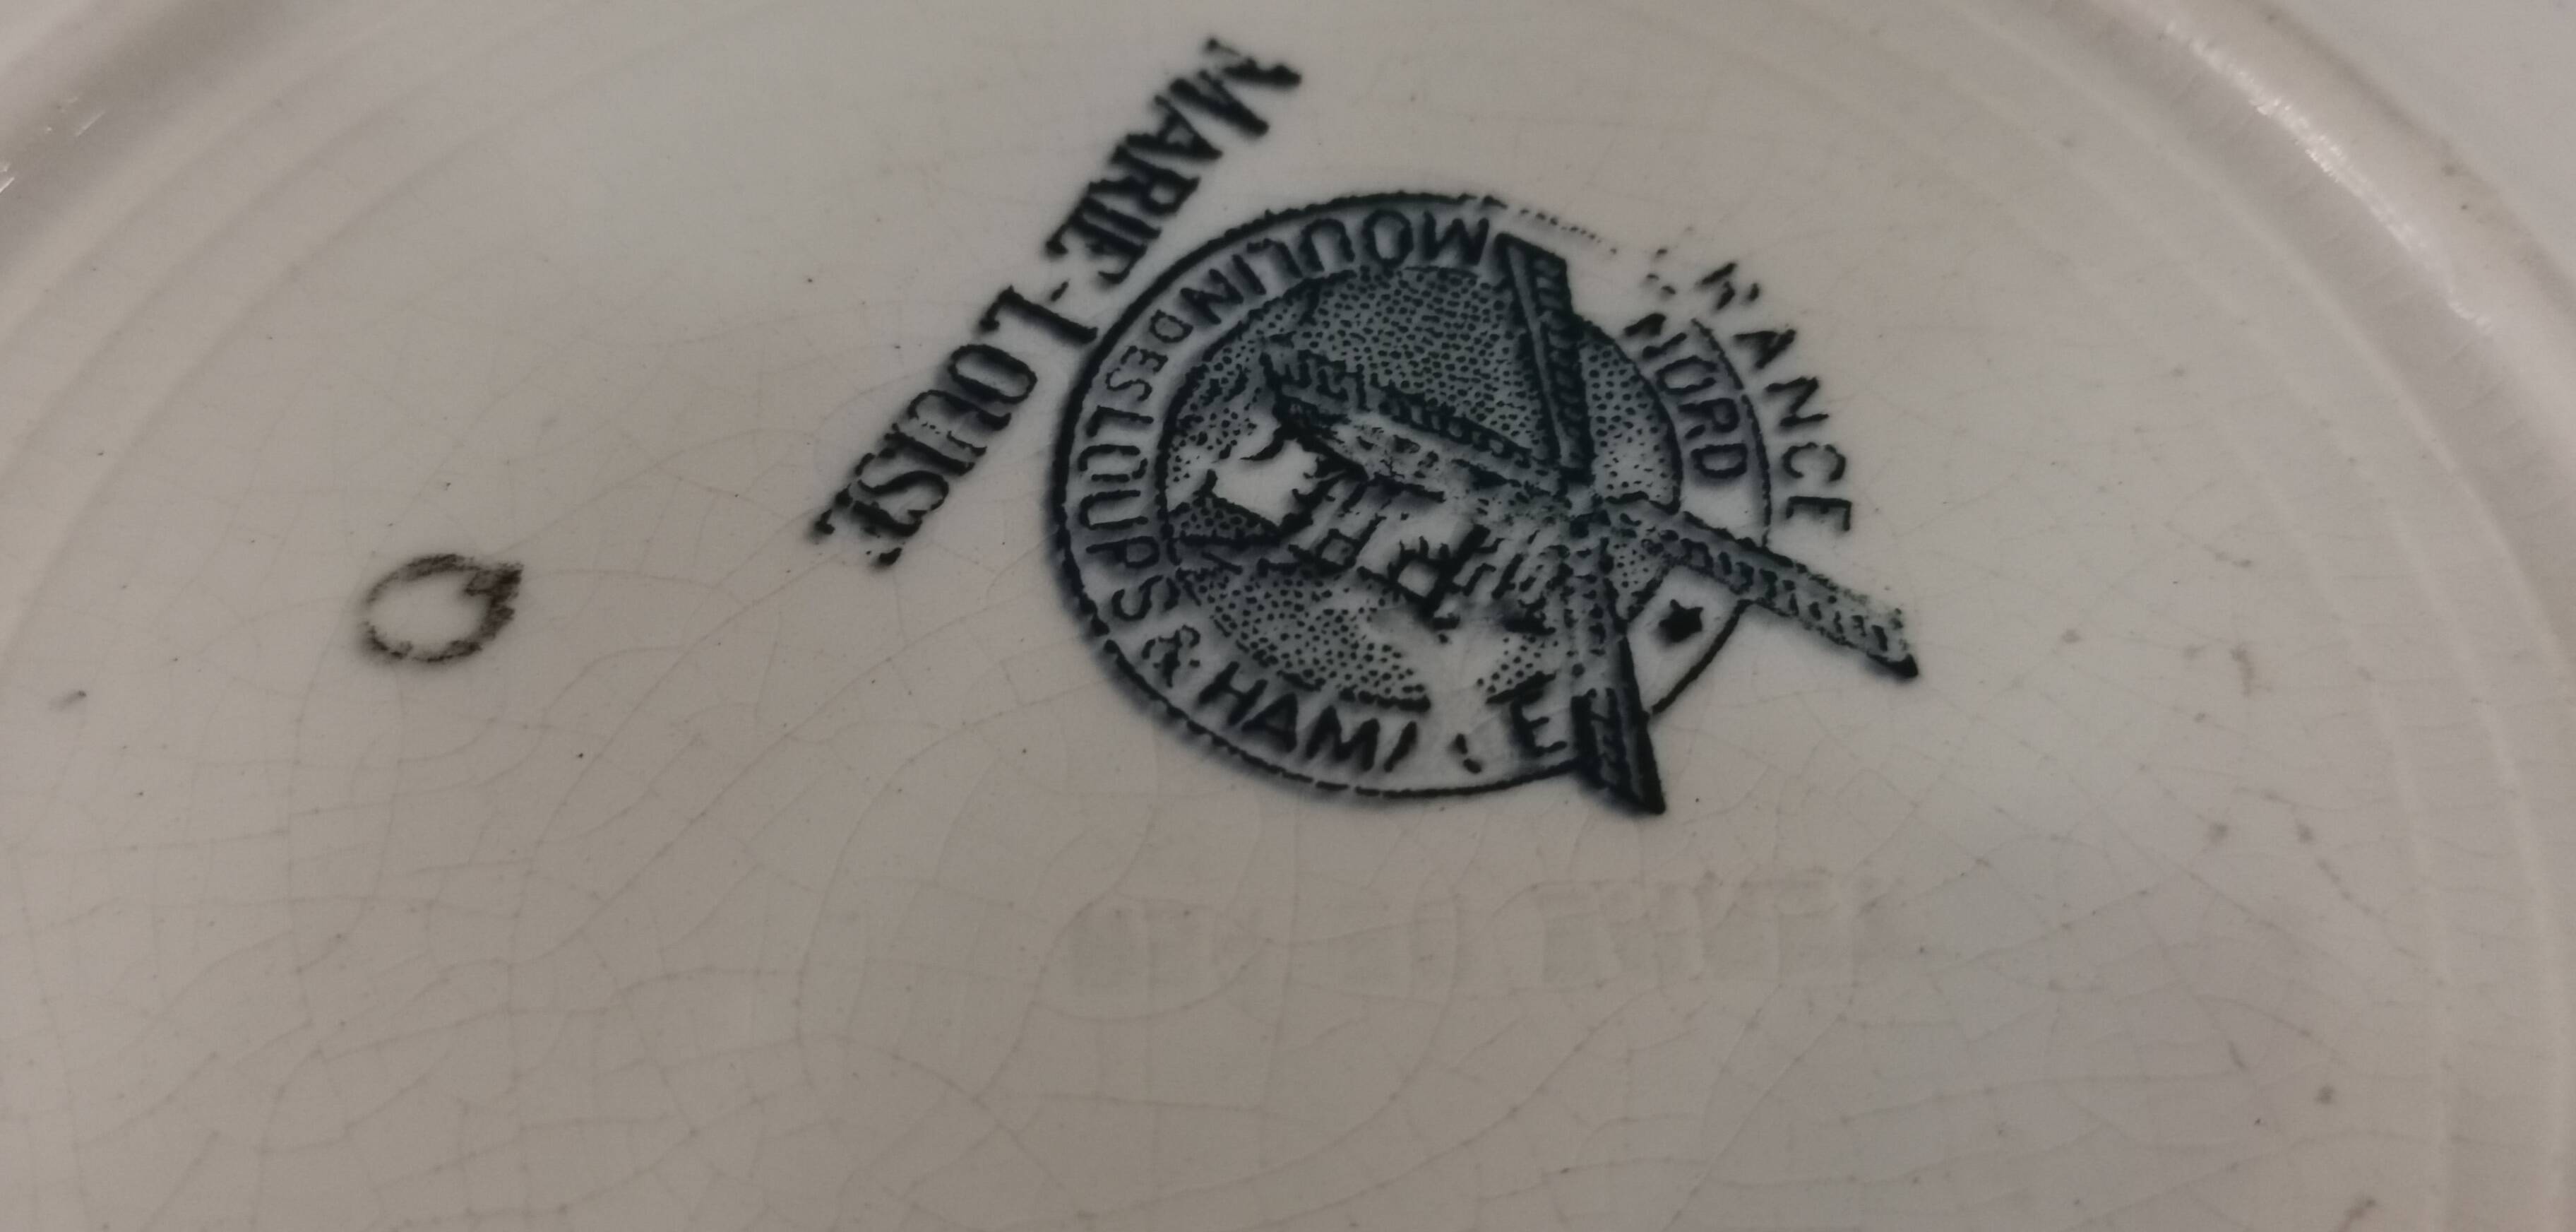 MARIE-LOUISE
MOULIN DES LOUPS & HAMAGE
NORD
FRANCE